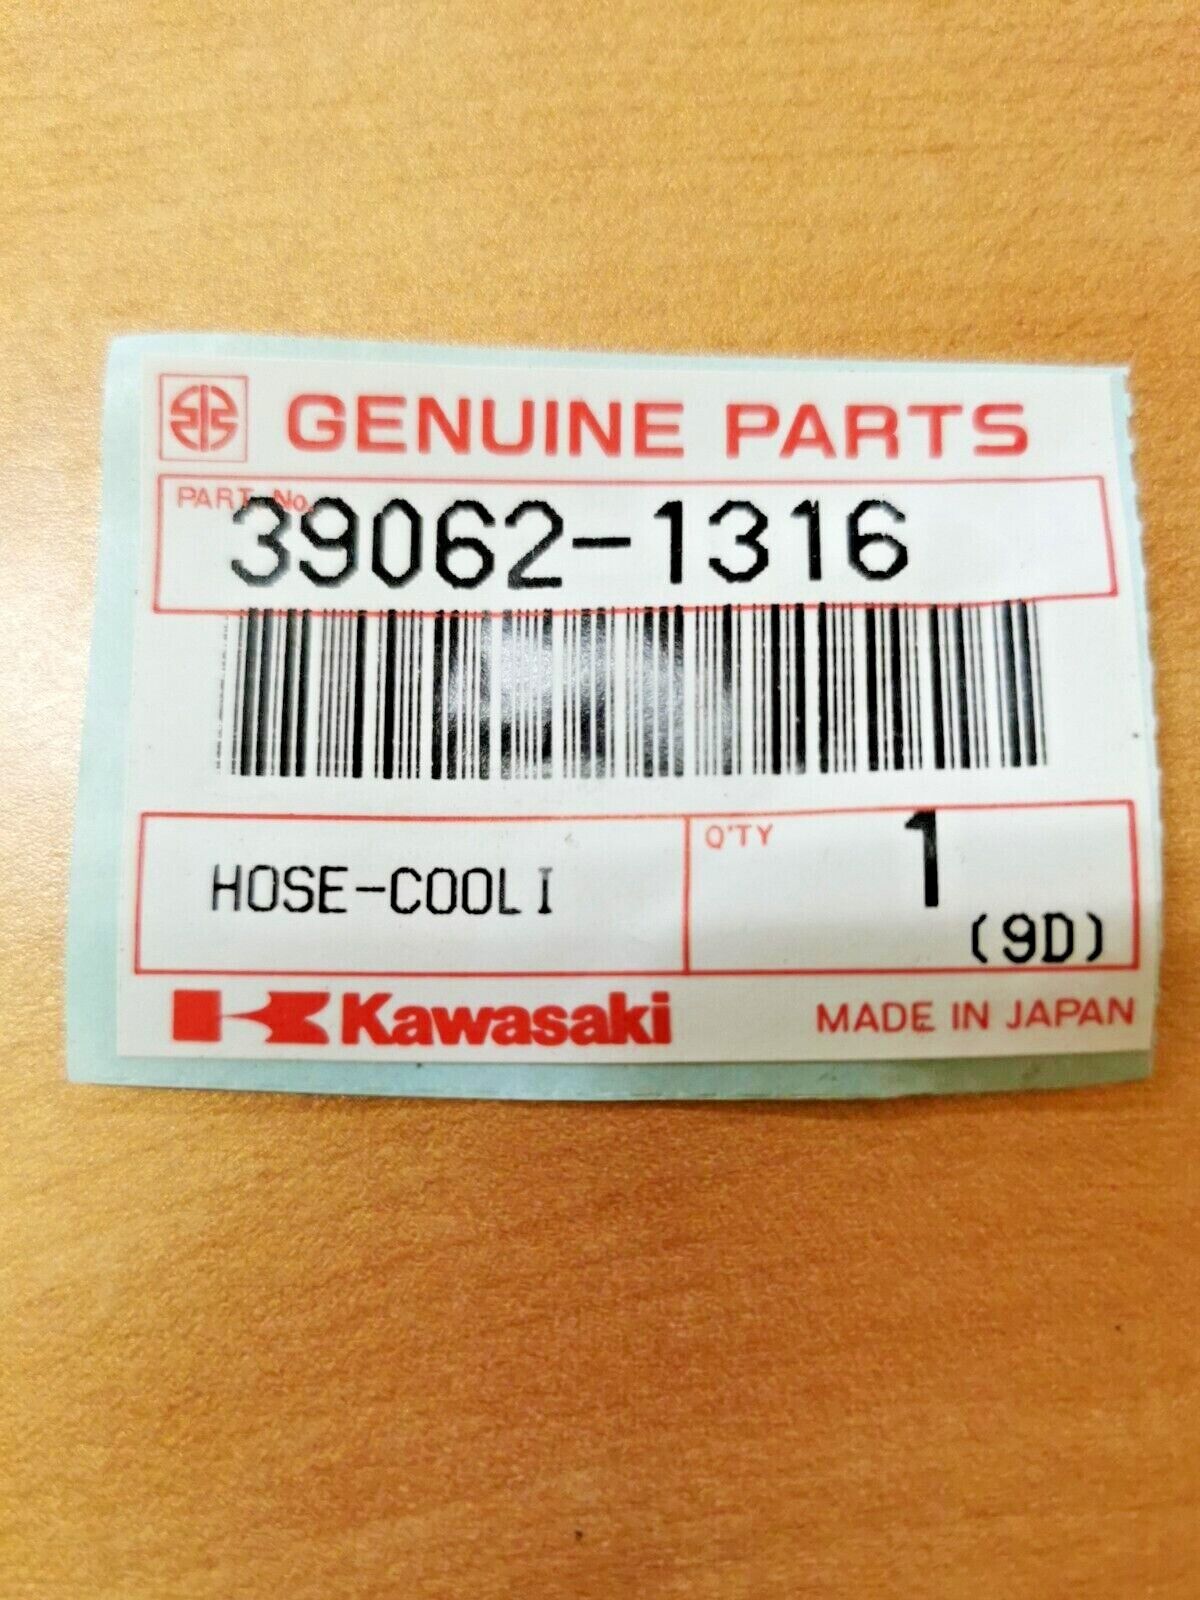 GENUINE PARTS
PART No.
39062-1316
HOSE-COOLI
Q'TY
1
(9D)
Kawasaki
MADE IN JAPAN